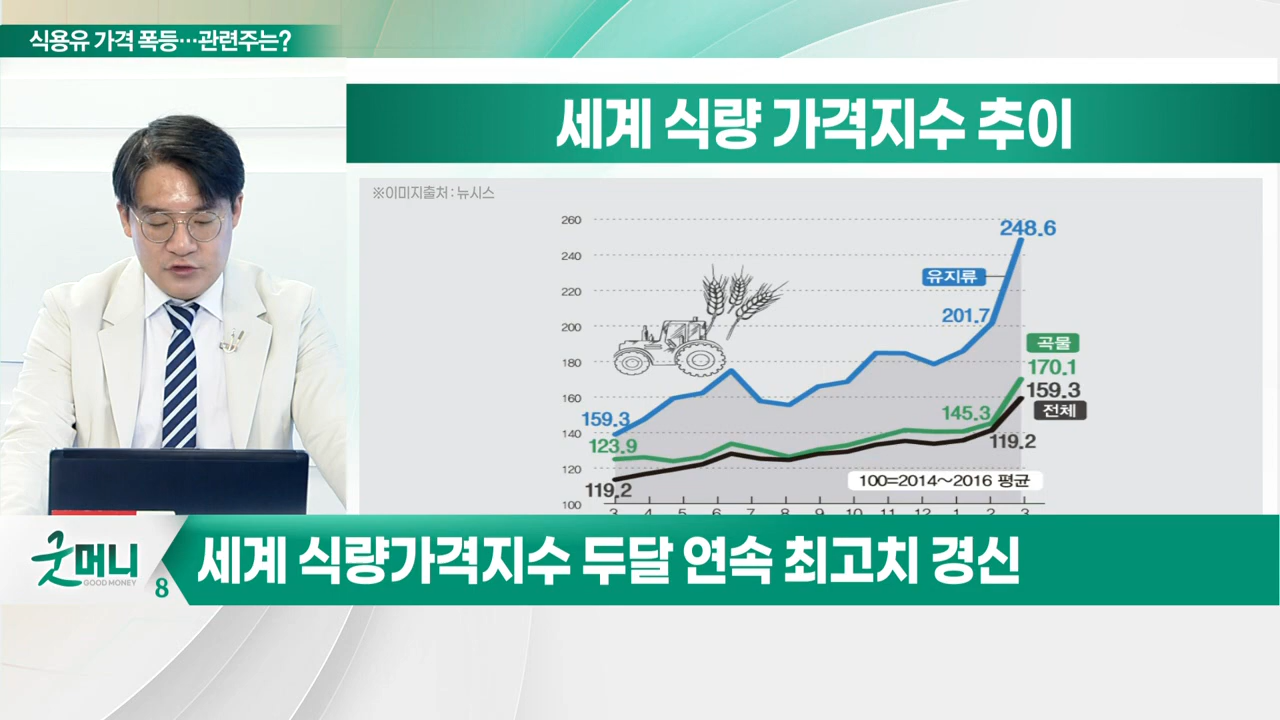 식용유 가격 폭등…관련주는?
세계 식량 가격지수 추이
※이미지출처 : 뉴시스
260
240
220
200
180
160
140
120
100
248.6
유지류
201.7
곡물
170.1
159.3
전체
145.3
119.2
159.3
123.9
119.2
100=2014~2016 평균
3 4 5 6 7 8 9 10 11 12 1 2 3
굿머니
GOOD MONEY
8
세계 식량가격지수 두달 연속 최고치 경신